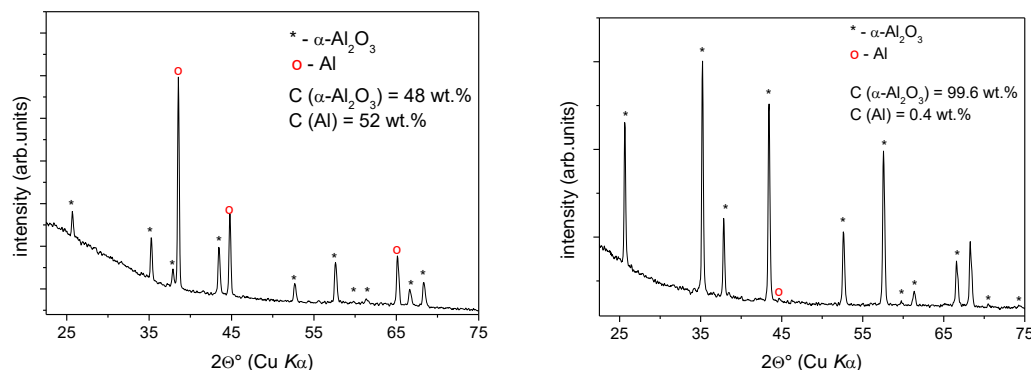 intensity (arb.units)
* - α-Al₂O₃
o - Al
C (α-Al₂O₃) = 48 wt.%
C (Al) = 52 wt.%
o
o
*
*
*
*
*
*
*
*
o
*
*
25 35 45 55 65 75
2Θ° (Cu Kα)
intensity (arb.units)
* - α-Al₂O₃
o - Al
C (α-Al₂O₃) = 99.6 wt.%
C (Al) = 0.4 wt.%
*
*
*
*
o
*
*
*
*
*
*
*
25 35 45 55 65 75
2Θ° (Cu Kα)